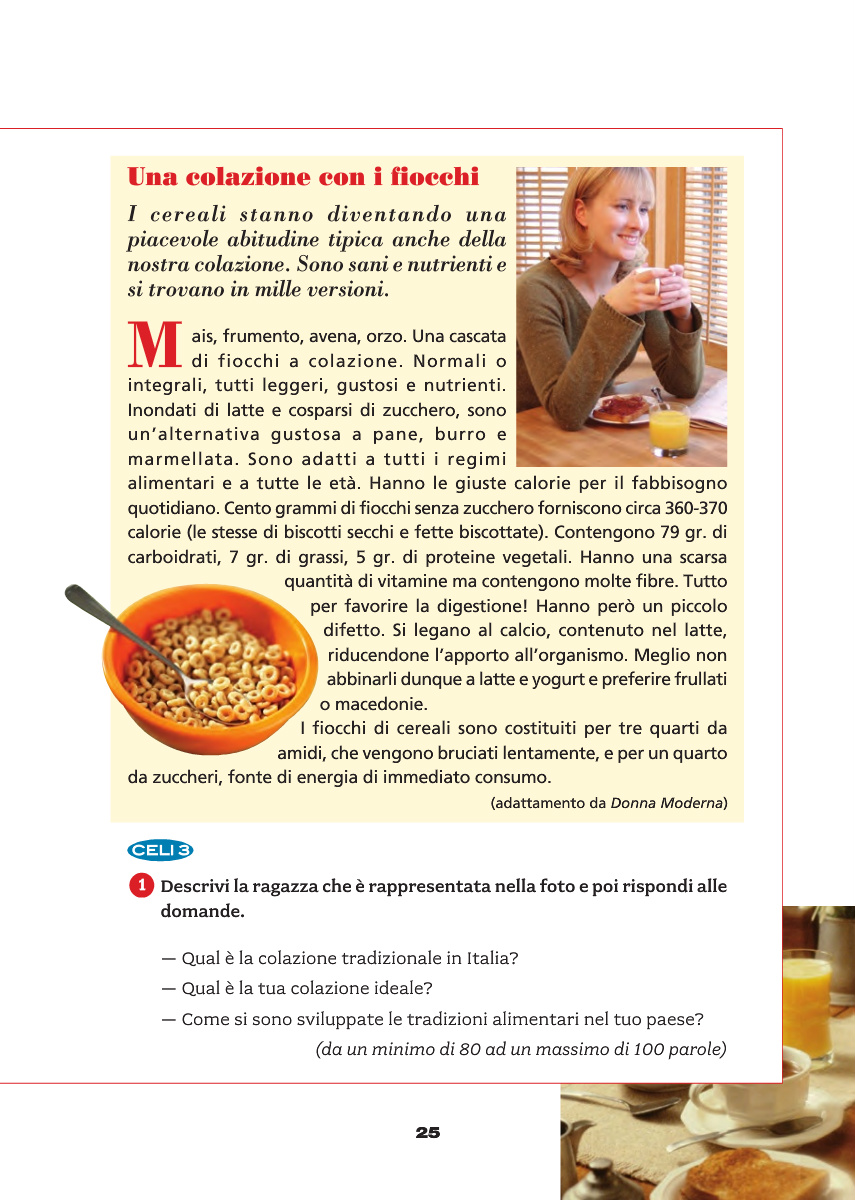 Una colazione con i fiocchi
I cereali stanno diventando una
piacevole abitudine tipica anche della
nostra colazione. Sono sani e nutrienti e
si trovano in mille versioni.
Mais, frumento, avena, orzo. Una cascata
di fiocchi a colazione. Normali o
integrali, tutti leggeri, gustosi e nutrienti.
Inondati di latte e cosparsi di zucchero, sono
un'alternativa gustosa a pane, burro e
marmellata. Sono adatti a tutti i regimi
alimentari e a tutte le età. Hanno le giuste calorie per il fabbisogno
quotidiano. Cento grammi di fiocchi senza zucchero forniscono circa 360-370
calorie (le stesse di biscotti secchi e fette biscottate). Contengono 79 gr. di
carboidrati, 7 gr. di grassi, 5 gr. di proteine vegetali. Hanno una scarsa
quantità di vitamine ma contengono molte fibre. Tutto
per favorire la digestione! Hanno però un piccolo
difetto. Si legano al calcio, contenuto nel latte,
riducendone l'apporto all'organismo. Meglio non
abbinarli dunque a latte e yogurt e preferire frullati
o macedonie.
I fiocchi di cereali sono costituiti per tre quarti da
amidi, che vengono bruciati lentamente, e per un quarto
da zuccheri, fonte di energia di immediato consumo.
(adattamento da Donna Moderna)
CELI 3
1 Descrivi la ragazza che è rappresentata nella foto e poi rispondi alle
domande.
— Qual è la colazione tradizionale in Italia?
— Qual è la tua colazione ideale?
— Come si sono sviluppate le tradizioni alimentari nel tuo paese?
(da un minimo di 80 ad un massimo di 100 parole)
25